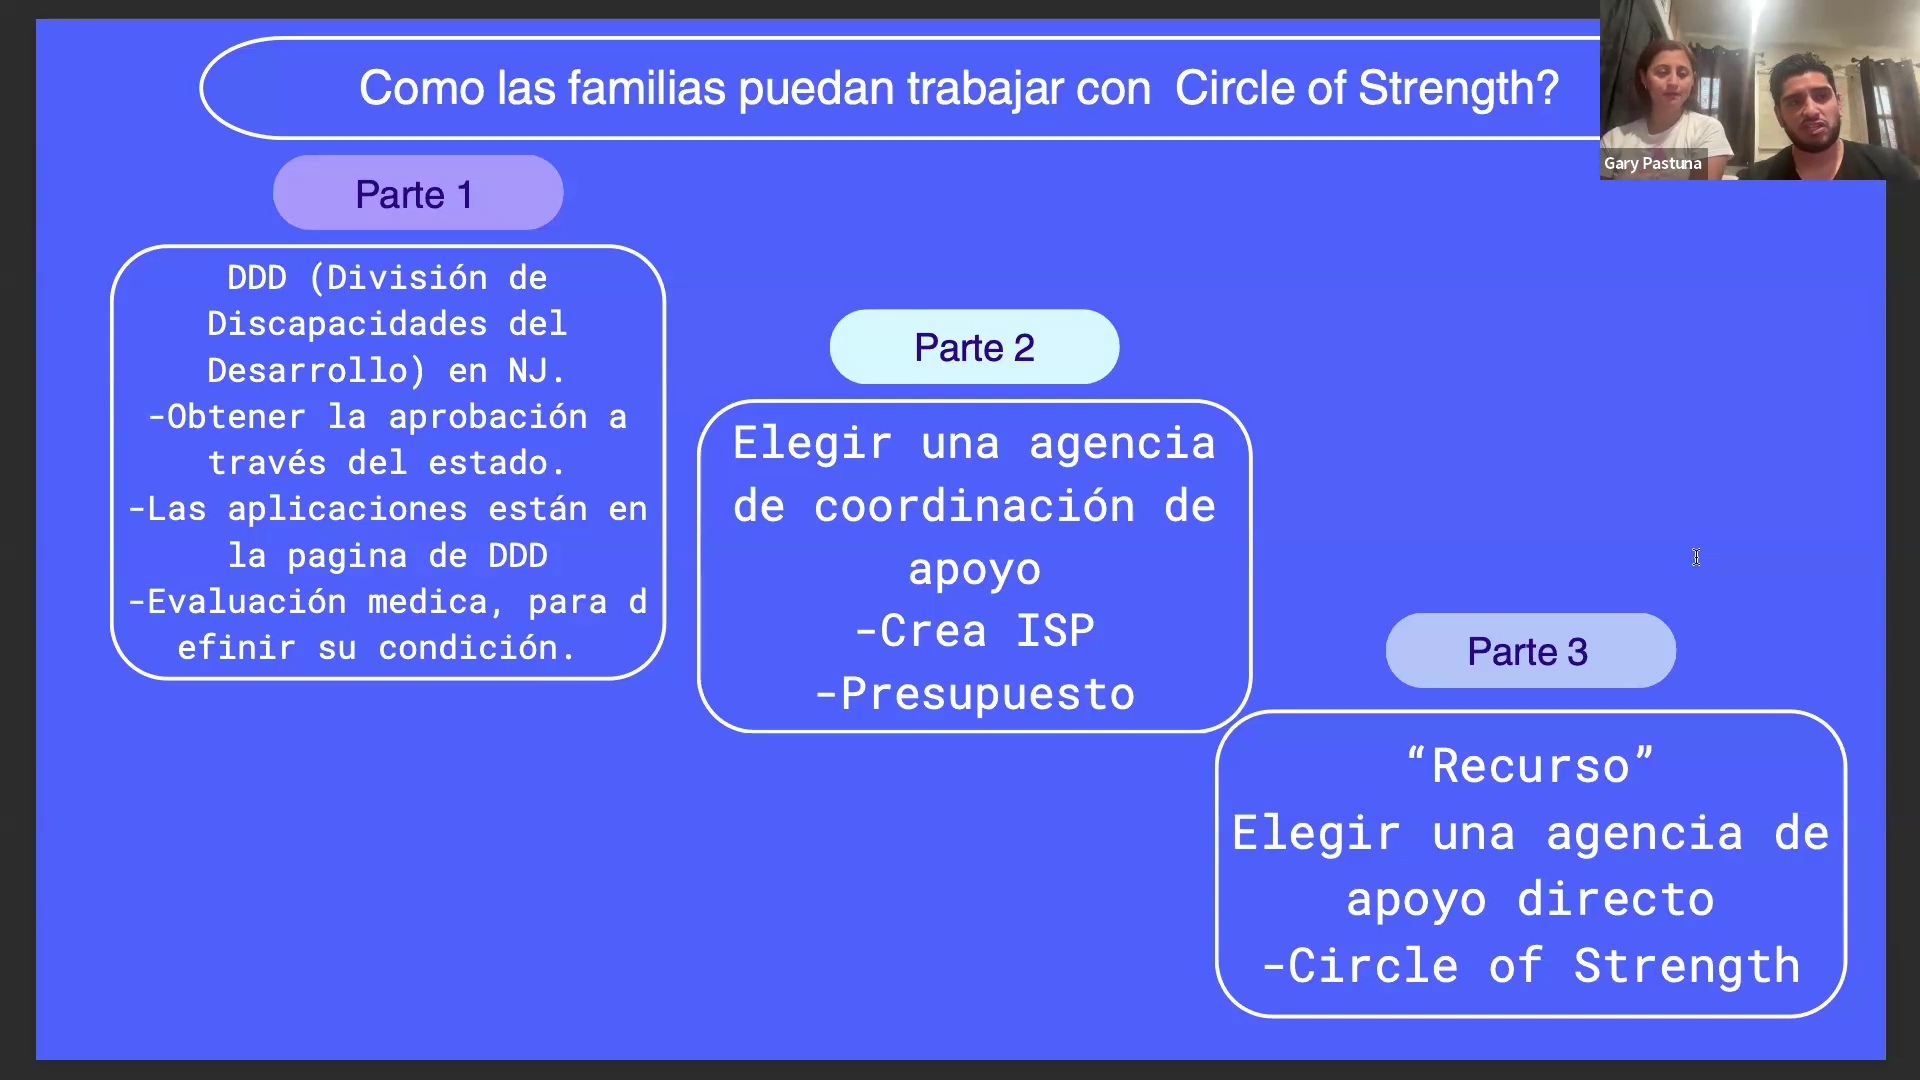 Como las familias puedan trabajar con Circle of Strength?
Gary Pastuna
Parte 1
DDD (División de
Discapacidades del
Desarrollo) en NJ.
-Obtener la aprobación a
través del estado.
-Las aplicaciones están en
la pagina de DDD
-Evaluación medica, para d
efinir su condición.
Parte 2
Elegir una agencia
de coordinación de
apoyo
-Crea ISP
-Presupuesto
Parte 3
“Recurso”
Elegir una agencia de
apoyo directo
-Circle of Strength